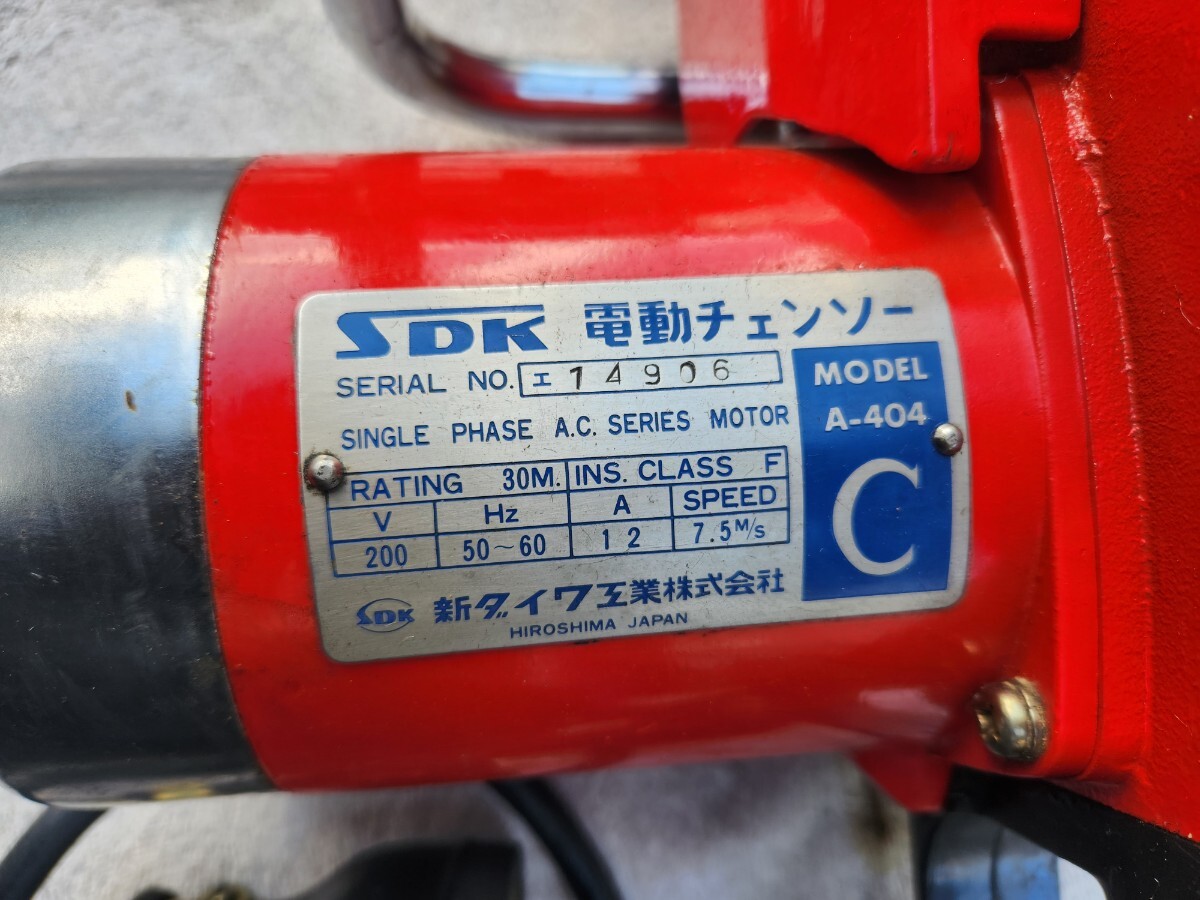 SDK 電動チェンソー
SERIAL NO. エ 14906
SINGLE PHASE A.C. SERIES MOTOR
RATING 30M. INS. CLASS F
V Hz A SPEED
200 50~60 12 7.5M/s
MODEL
A-404
C
SDK 新ダイワ工業株式会社
HIROSHIMA JAPAN